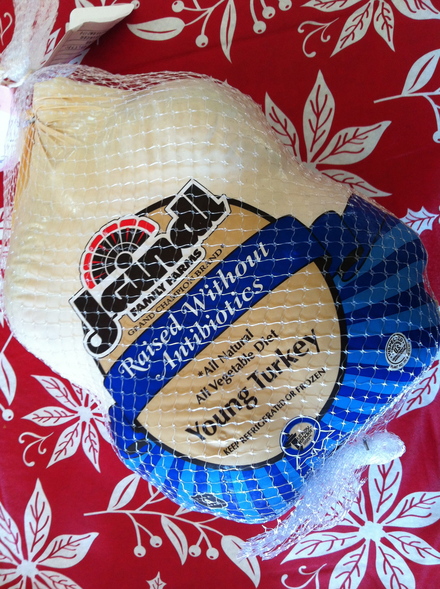 Jaindl
FAMILY FARMS
GRAND CHAMPION BRAND
Raised Without
Antibiotics
*All Natural
All Vegetable Diet
Young Turkey
KEEP REFRIGERATED OR FROZEN